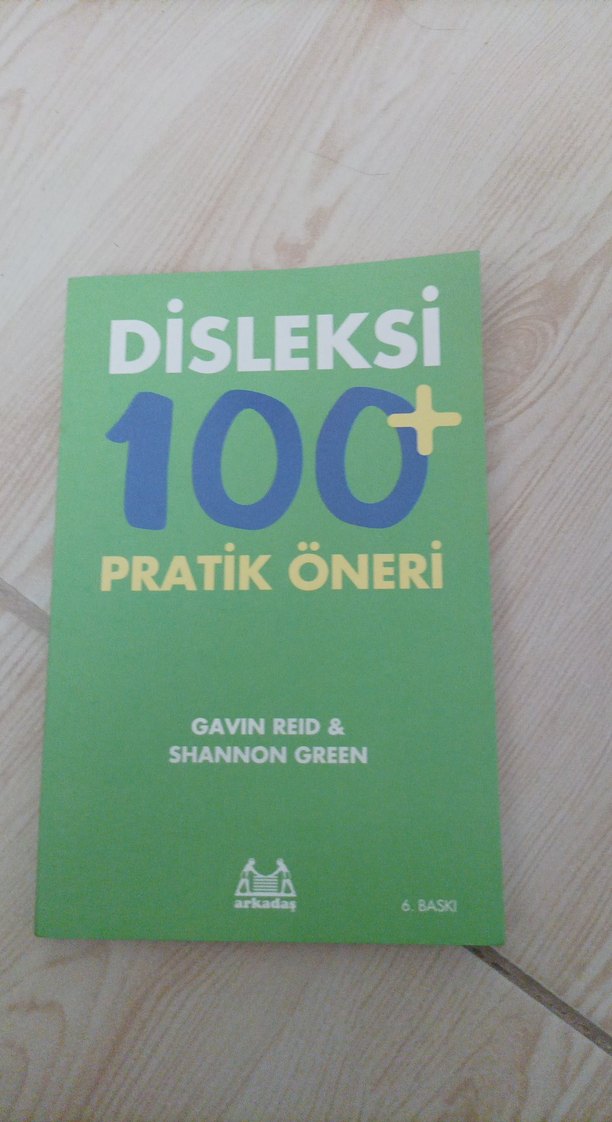 DİSLEKSİ
100+
PRATİK ÖNERİ
GAVIN REID &
SHANNON GREEN
arkadaş
6. BASKI